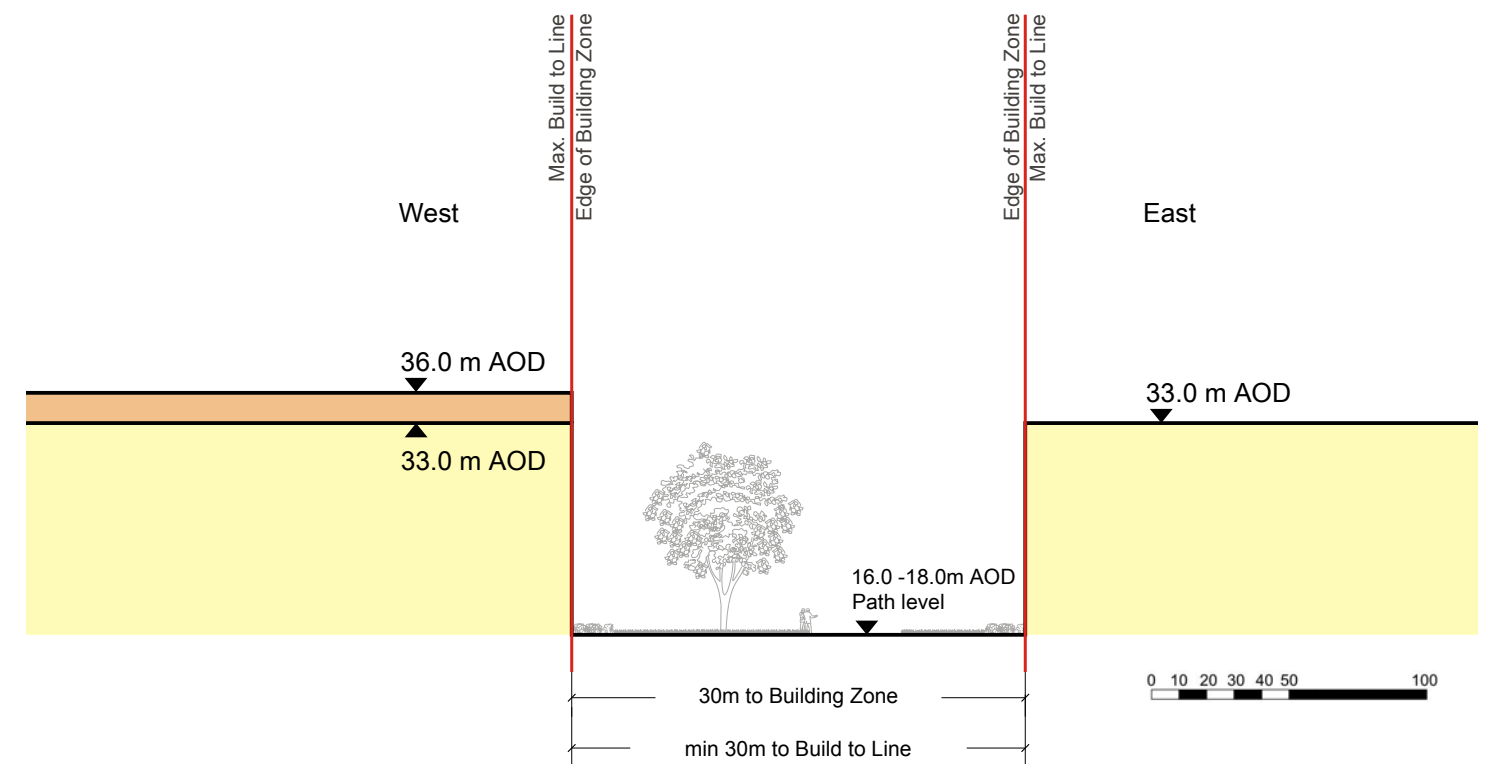 Max. Build to Line
Edge of Building Zone
Edge of Building Zone
Max. Build to Line
West
East
36.0 m AOD
33.0 m AOD
33.0 m AOD
16.0 -18.0m AOD
Path level
0 10 20 30 40 50 100
30m to Building Zone
min 30m to Build to Line